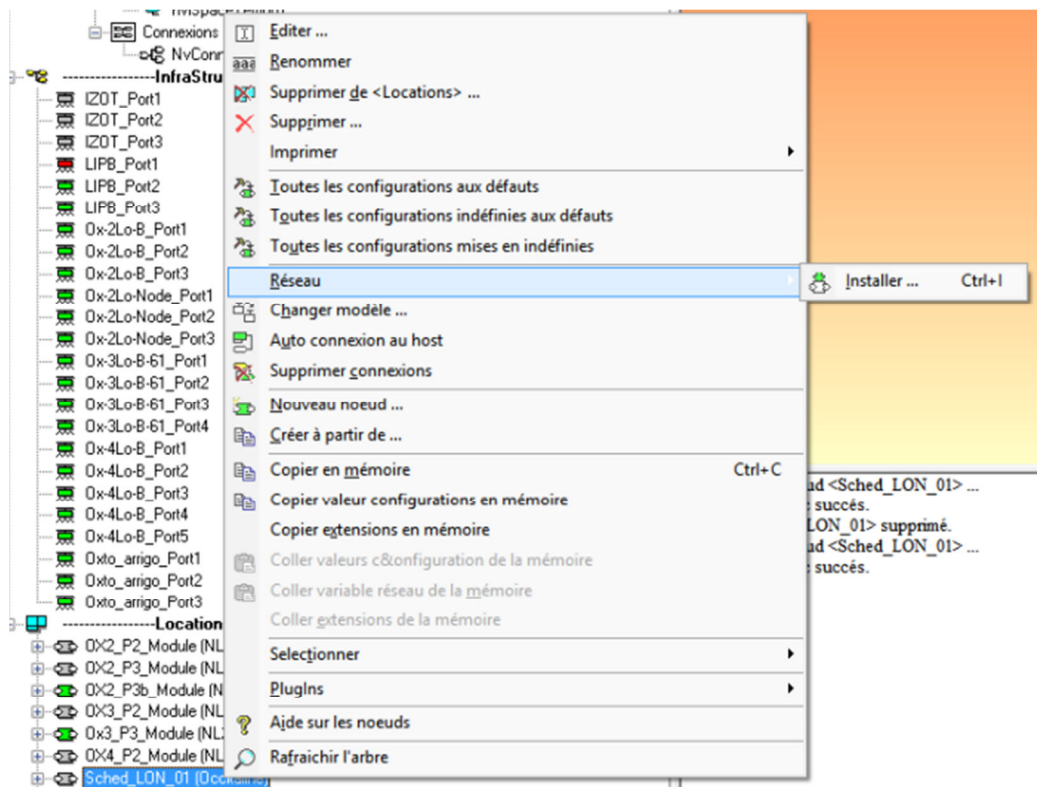 Connexions
NvConn
----------------InfraStru
IZOT_Port1
IZOT_Port2
IZOT_Port3
LIPB_Port1
LIPB_Port2
LIPB_Port3
Ox-2Lo-B_Port1
Ox-2Lo-B_Port2
Ox-2Lo-B_Port3
Ox-2Lo-Node_Port1
Ox-2Lo-Node_Port2
Ox-2Lo-Node_Port3
Ox-3Lo-B-61_Port1
Ox-3Lo-B-61_Port2
Ox-3Lo-B-61_Port3
Ox-3Lo-B-61_Port4
Ox-4Lo-B_Port1
Ox-4Lo-B_Port2
Ox-4Lo-B_Port3
Ox-4Lo-B_Port4
Ox-4Lo-B_Port5
Oxto_arrigo_Port1
Oxto_arrigo_Port2
Oxto_arrigo_Port3
----------------Location
OX2_P2_Module (NL
OX2_P3_Module (NL
OX2_P3b_Module (N
OX3_P2_Module (NL
Ox3_P3_Module (NL
OX4_P2_Module (NL
Sched_LON_01
Editer ...
Renommer
Supprimer de <Locations> ...
Supprimer ...
Imprimer
Toutes les configurations aux défauts
Toutes les configurations indéfinies aux défauts
Toutes les configurations mises en indéfinies
Réseau
Changer modèle ...
Auto connexion au host
Supprimer connexions
Nouveau noeud ...
Créer à partir de ...
Copier en mémoire Ctrl+C
Copier valeur configurations en mémoire
Copier extensions en mémoire
Coller valeurs c&onfiguration de la mémoire
Coller variable réseau de la mémoire
Coller extensions de la mémoire
Selectionner
PlugIns
Aide sur les noeuds
Rafraichir l'arbre
Installer ... Ctrl+I
ud <Sched_LON_01> ...
succés.
LON_01> supprimé.
ud <Sched_LON_01> ...
succés.